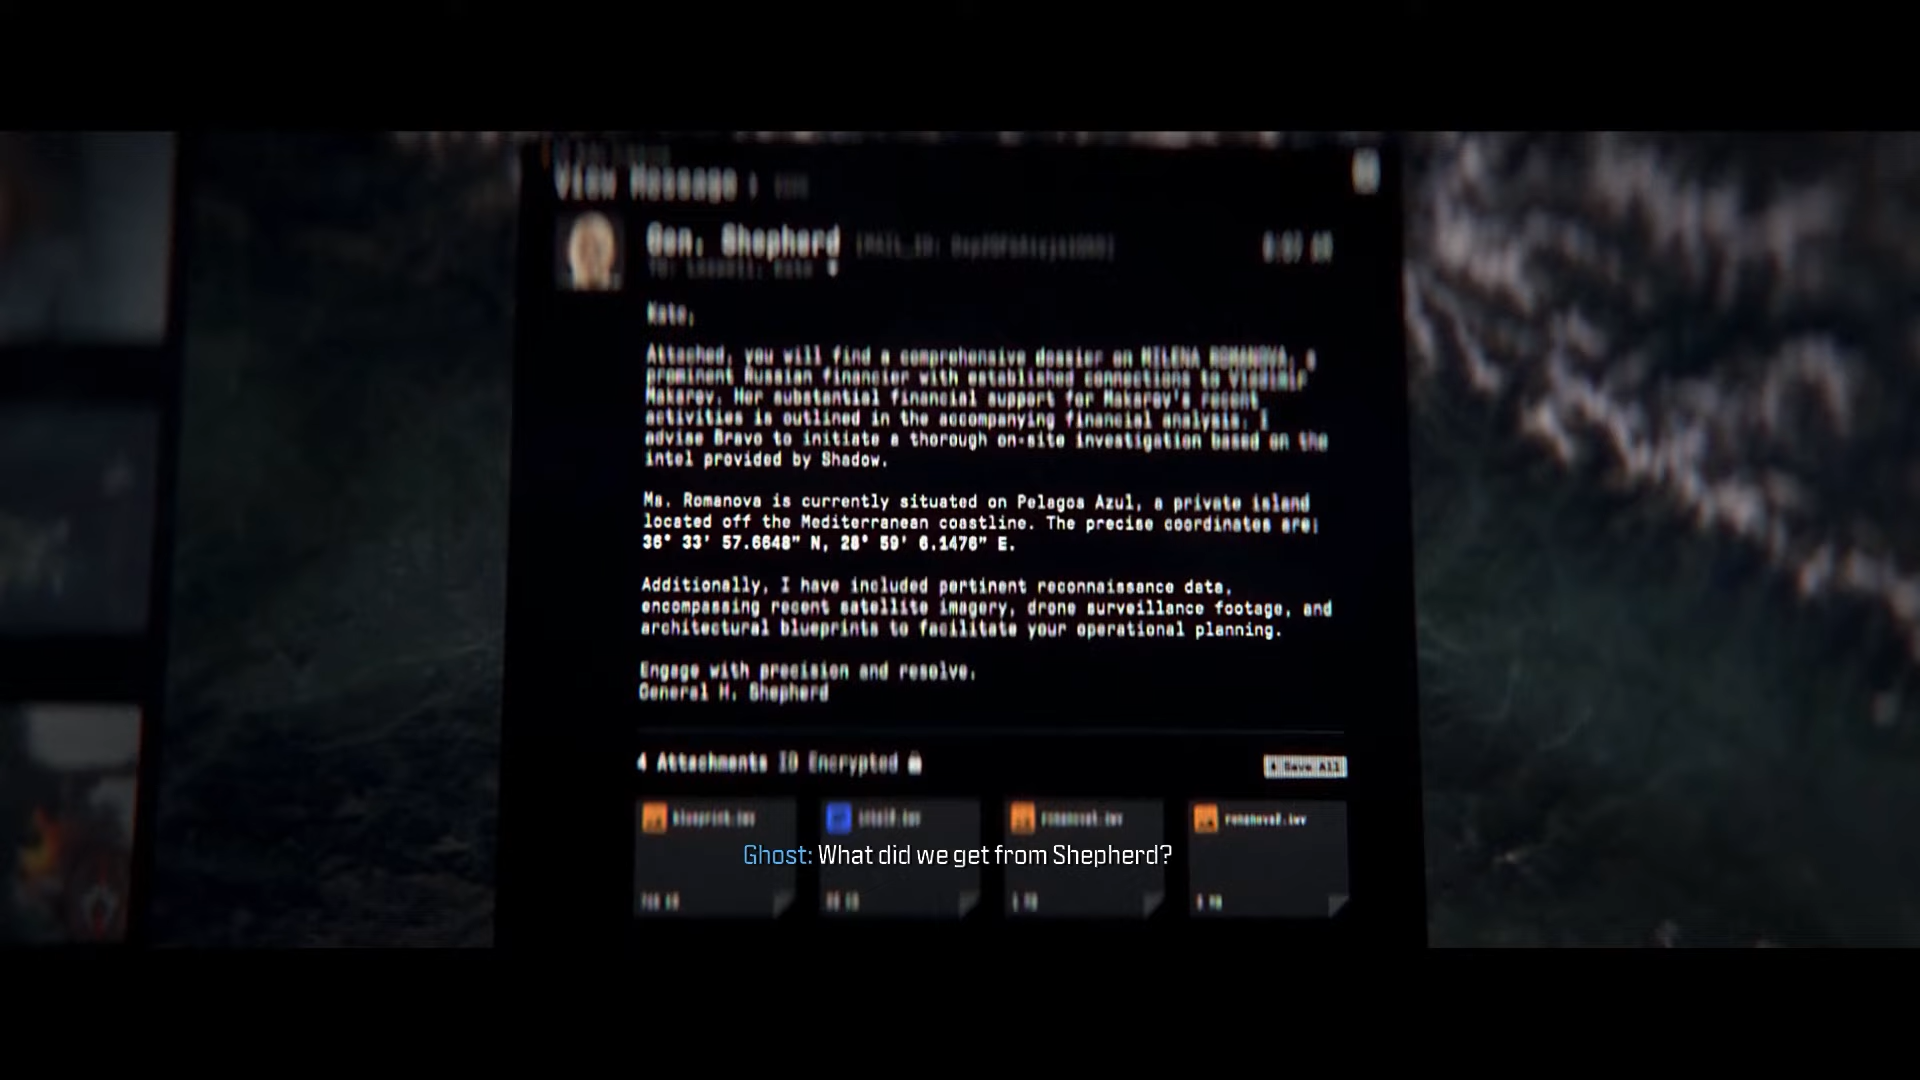 View Message
Gen. Shepherd
Kate,
Attached, you will find a comprehensive dossier on MILENA ROMANOVA, a
prominent Russian financier with established connections to Vladimir
Makarov. Her substantial financial support for Makarov's recent
activities is outlined in the accompanying financial analysis. I
advise Bravo to initiate a thorough on-site investigation based on the
intel provided by Shadow.
Ms. Romanova is currently situated on Pelagos Azul, a private island
located off the Mediterranean coastline. The precise coordinates are:
36° 33' 57.6648" N, 28° 59' 6.1476" E.
Additionally, I have included pertinent reconnaissance data,
encompassing recent satellite imagery, drone surveillance footage, and
architectural blueprints to facilitate your operational planning.
Engage with precision and resolve.
General H. Shepherd
4 Attachments Encrypted
Save All
blueprint.iwv
romanova1.iwv
romanova2.iwv
Ghost: What did we get from Shepherd?